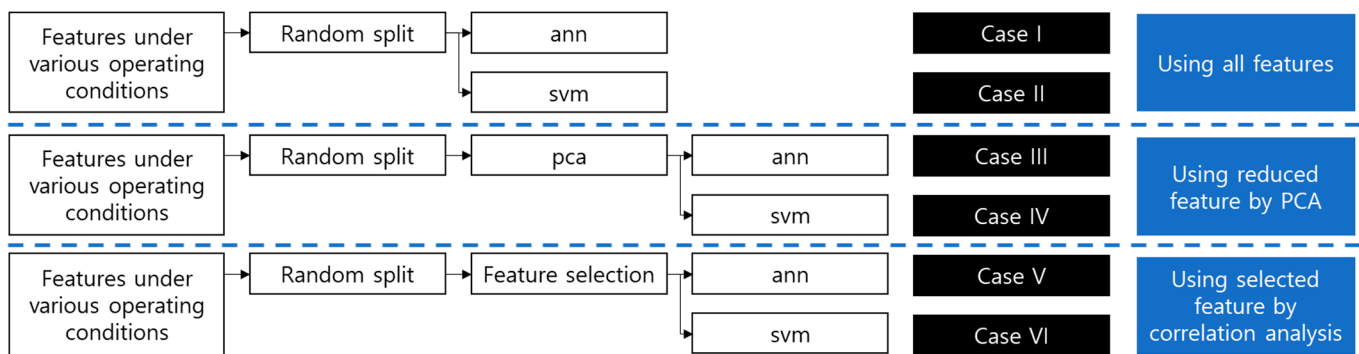 Features under
various operating
conditions
Random split
ann
svm
Case I
Case II
Using all features
Features under
various operating
conditions
Random split
pca
ann
svm
Case III
Case IV
Using reduced
feature by PCA
Features under
various operating
conditions
Random split
Feature selection
ann
svm
Case V
Case VI
Using selected
feature by
correlation analysis